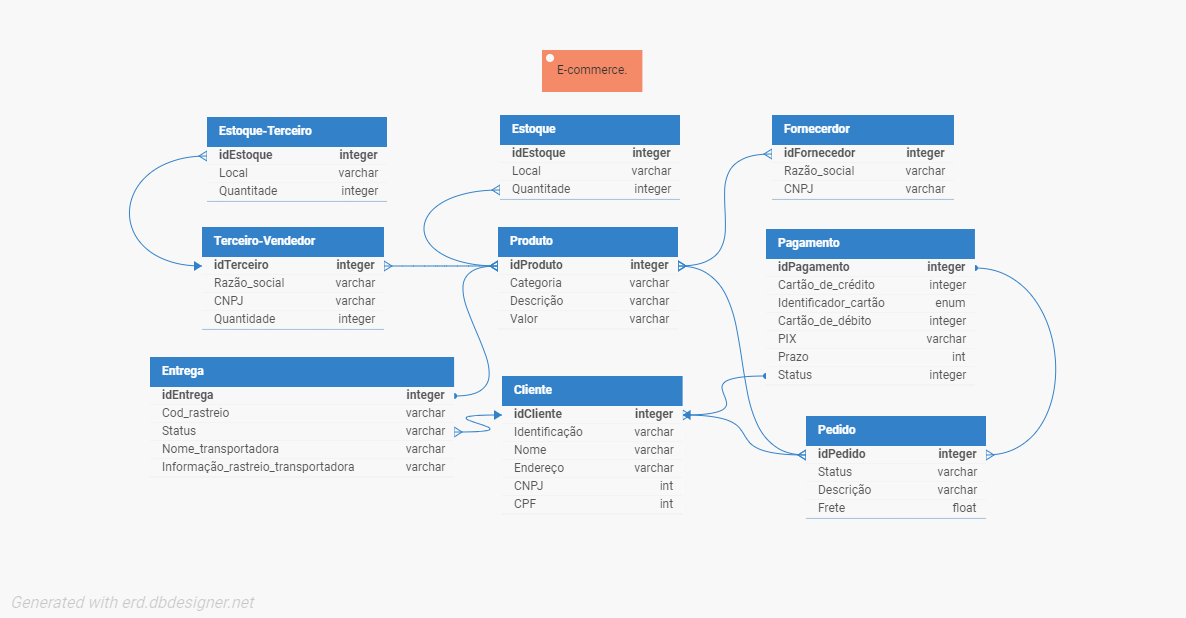 E-commerce.
Estoque-Terceiro
idEstoque integer
Local varchar
Quantitade integer
Estoque
idEstoque integer
Local varchar
Quantitade integer
Fornecerdor
idFornecedor integer
Razão_social varchar
CNPJ varchar
Terceiro-Vendedor
idTerceiro integer
Razam_social varchar
CNPJ varchar
Quantidade integer
Produto
idProduto integer
Categoria varchar
Descrição varchar
Valor varchar
Pagamento
idPagamento integer
Cartão_de_crédito integer
Identificador_cartão enum
Cartão_de_débito integer
PIX varchar
Prazo int
Status integer
Entrega
idEntrega integer
Cod_rastreio varchar
Status varchar
Nome_transportadora varchar
Informação_rastreio_transportadora varchar
Cliente
idCliente integer
Identificação varchar
Nome varchar
Endereço varchar
CNPJ int
CPF int
Pedido
idPedido integer
Status varchar
Descrição varchar
Frete float
Generated with erd.dbdesigner.net